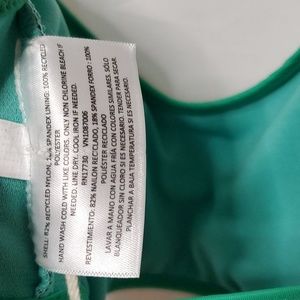 SHELL: 82% RECYCLED NYLON, 18% SPANDEX LINING: 100% RECYCLED
POLYESTER
HAND WASH COLD WITH LIKE COLORS. ONLY NON CHLORINE BLEACH IF
NEEDED. LINE DRY. COOL IRON IF NEEDED.
RN17730 VN1087006
REVESTIMIENTO: 82% NAILON RECICLADO, 18% SPANDEX FORRO : 100%
POLIÉSTER RECICLADO
LAVAR A MANO CON AGUA FRÍA CON COLORES SIMILARES. SÓLO
BLANQUEADOR SIN CLORO SI ES NECESARIO. TENDER PARA SECAR
PLANCHAR A BAJA TEMPERATURA SI ES NECESARIO.